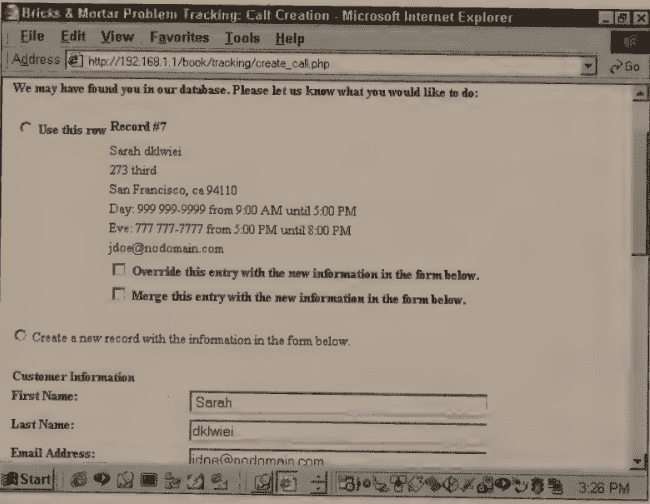 Bricks & Mortar Problem Tracking: Call Creation - Microsoft Internet Explorer
File Edit View Favorites Tools Help
Address http://192.168.1.1/book/tracking/create_call.php Go
We may have found you in our database. Please let us know what you would like to do:
Use this row Record #7
Sarah dklwiei
273 third
San Francisco, ca 94110
Day: 999 999-9999 from 9:00 AM until 5:00 PM
Eve: 777 777-7777 from 5:00 PM until 8:00 PM
jdoe@nodomain.com
Override this entry with the new information in the form below.
Merge this entry with the new information in the form below.
Create a new record with the information in the form below.
Customer Information
First Name: Sarah
Last Name: dklwiei
Email Address: jdoe@nodomain.com
Start 3:26 PM